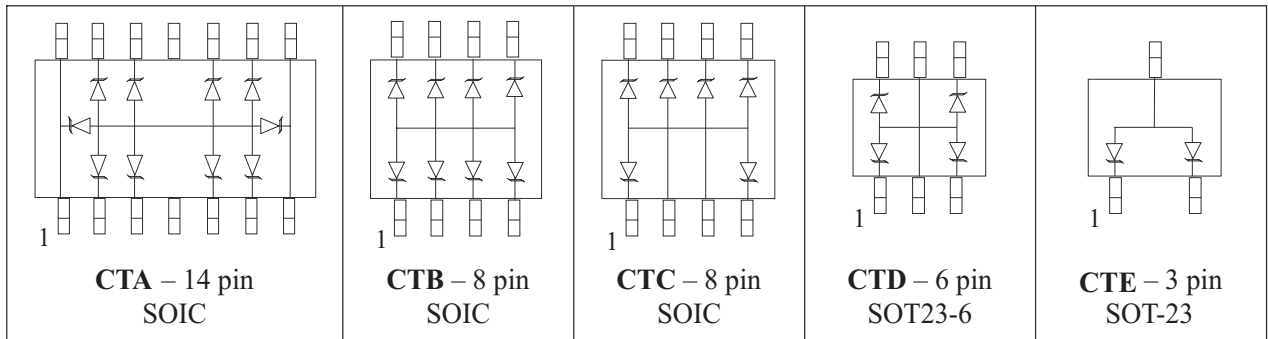 1
CTA – 14 pin
SOIC
1
CTB – 8 pin
SOIC
1
CTC – 8 pin
SOIC
1
CTD – 6 pin
SOT23-6
1
CTE – 3 pin
SOT-23